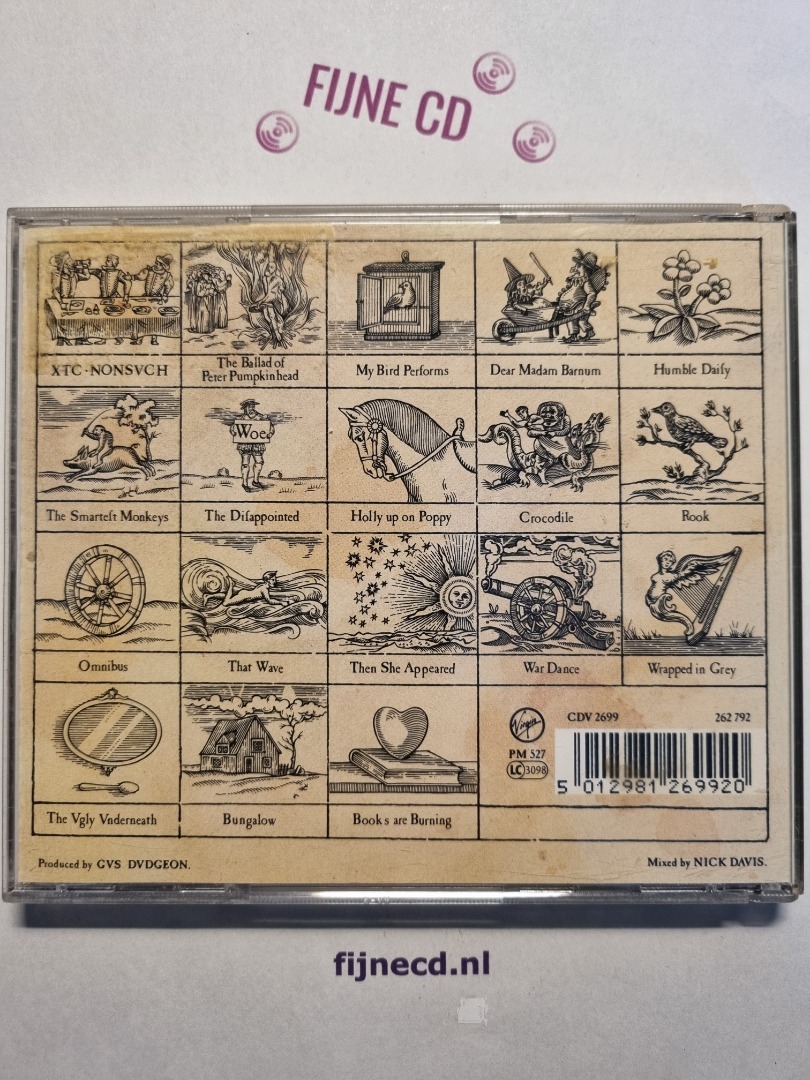 FIJNE CD
XTC·NONSVCH
The Ballad of
Peter Pumpkinhead
My Bird Performs
Dear Madam Barnum
Humble Daiſy
The Smarteſt Monkeys
Woe
The Diſappointed
Holly up on Poppy
Crocodile
Rook
Omnibus
That Wave
Then She Appeared
War Dance
Wrapped in Grey
The Vgly Vnderneath
Bungalow
Books are Burning
Virgin
CDV 2699
262 792
PM 527
LC 3098
5 012981 269920
Produced by GVS DVDGEON.
Mixed by NICK DAVIS.
fijnecd.nl